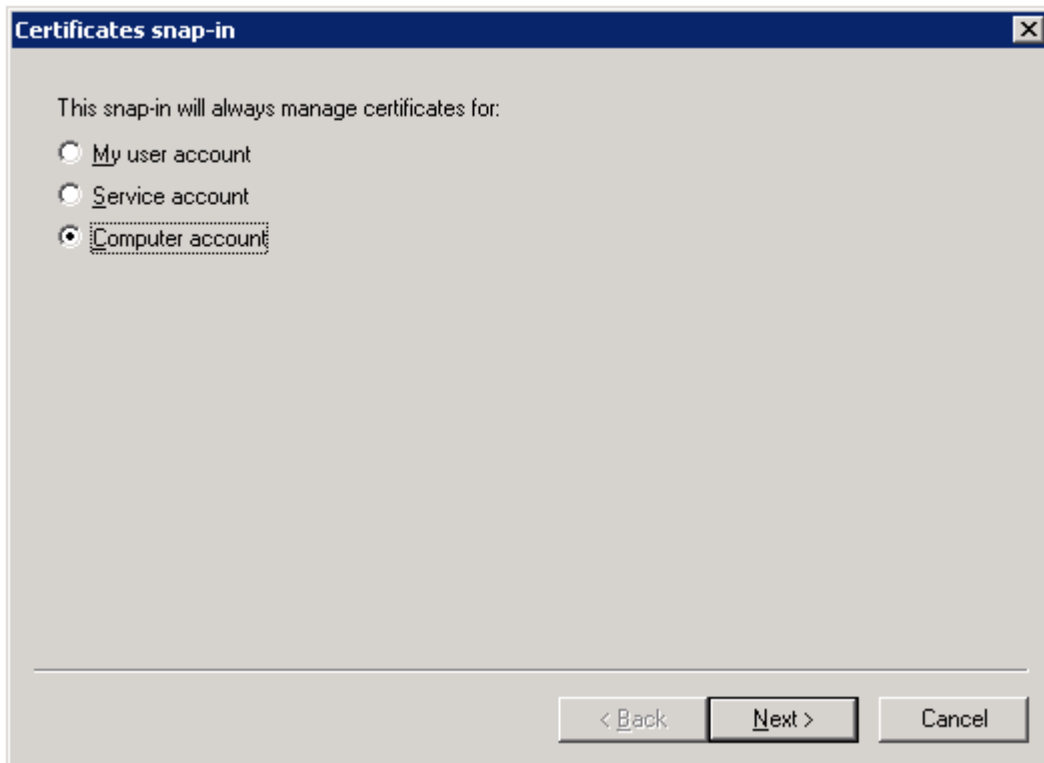 Certificates snap-in
This snap-in will always manage certificates for:
My user account
Service account
Computer account
< Back
Next >
Cancel